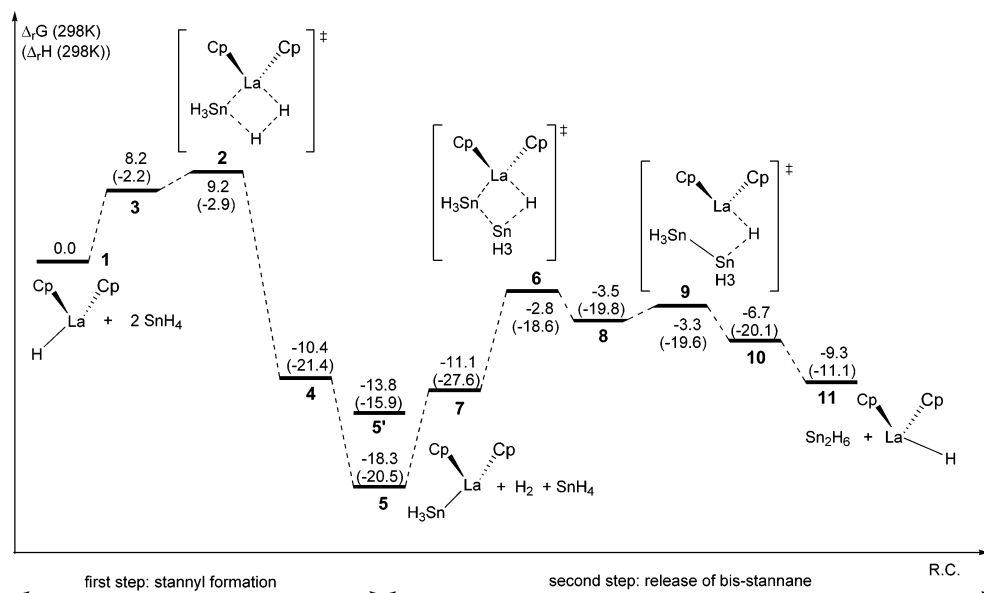 ΔrG (298K)
(ΔrH (298K))
‡
Cp Cp
La
H3Sn H
H
8.2
(-2.2)
3
2
9.2
(-2.9)
0.0
1
Cp Cp
La + 2 SnH4
H
-10.4
(-21.4)
4
-13.8
(-15.9)
5'
-18.3
(-20.5)
5
-11.1
(-27.6)
7
Cp Cp
La + H2 + SnH4
H3Sn
‡
Cp Cp
La
H3Sn H
Sn
H3
6
-2.8
(-18.6)
-3.5
(-19.8)
8
‡
Cp Cp
La
H3Sn H
Sn
H3
9
-3.3
(-19.6)
-6.7
(-20.1)
10
-9.3
(-11.1)
11
Cp Cp
Sn2H6 + La
H
R.C.
first step: stannyl formation
second step: release of bis-stannane